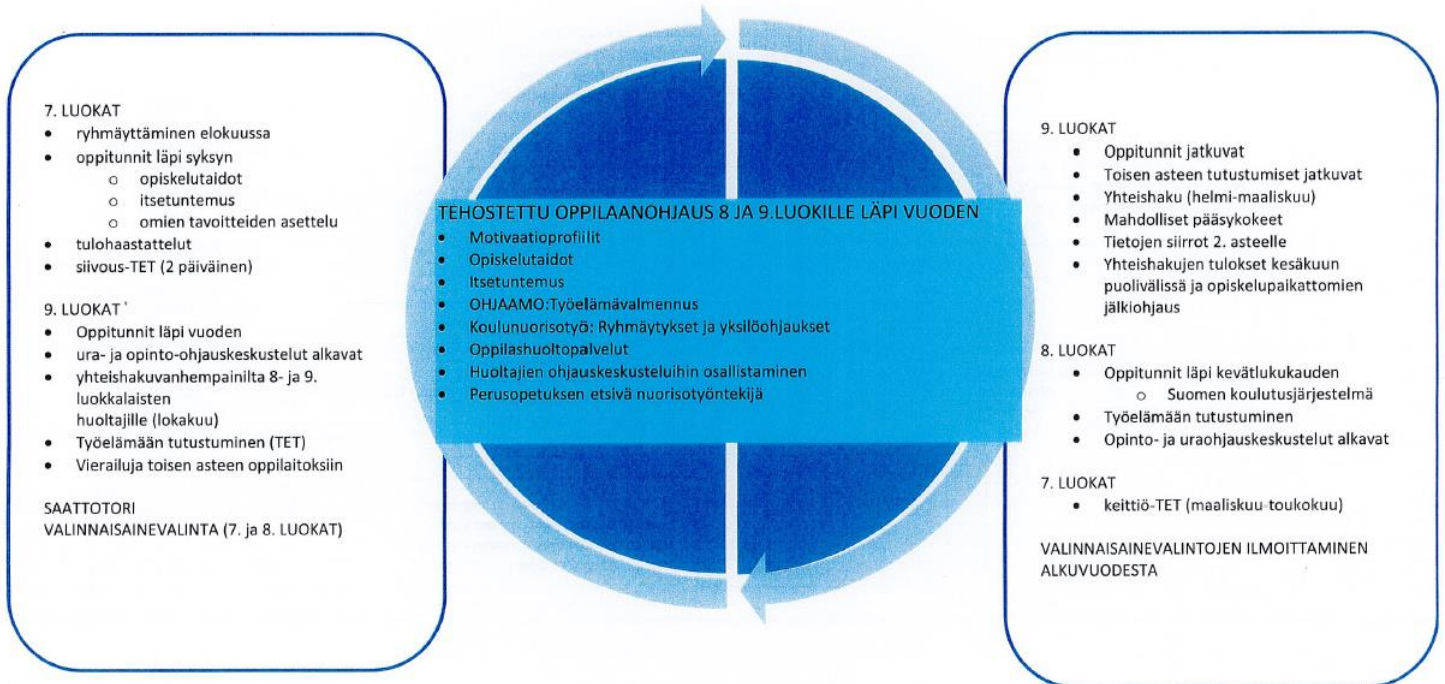 7. LUOKAT
• ryhmäyttäminen elokuussa
• oppitunnit läpi syksyn
o opiskelutaidot
o itsetuntemus
o omien tavoitteiden asettelu
• tulohaastattelut
• siivous-TET (2 päiväinen)
9. LUOKAT
• Oppitunnit läpi vuoden
• ura- ja opinto-ohjauskeskustelut alkavat
• yhteishakuvanhempainilta 8- ja 9.
luokkalaisten
huoltajille (lokakuu)
• Työelämään tutustuminen (TET)
• Vierailuja toisen asteen oppilaitoksiin
SAATTOTORI
VALINNAISAINEVALINTA (7. ja 8. LUOKAT)
TEHOSTETTU OPPILAANOHJAUS 8 JA 9.LUOKILLE LÄPI VUODEN
• Motivaatioprofiilit
• Opiskelutaidot
• Itsetuntemus
• OHJAAMO:Työelämävalmennus
• Koulunuorisotyö: Ryhmäytykset ja yksilöohjaukset
• Oppilashuoltopalvelut
• Huoltajien ohjauskeskusteluihin osallistaminen
• Perusopetuksen etsivä nuorisotyöntekijä
9. LUOKAT
• Oppitunnit jatkuvat
• Toisen asteen tutustumiset jatkuvat
• Yhteishaku (helmi-maaliskuu)
• Mahdolliset pääsykokeet
• Tietojen siirrot 2. asteelle
• Yhteishakujen tulokset kesäkuun
puolivälissä ja opiskelupaikattomien
jälkiohjaus
8. LUOKAT
• Oppitunnit läpi kevätlukukauden
o Suomen koulutusjärjestelmä
• Työelämään tutustuminen
• Opinto- ja uraohjauskeskustelut alkavat
7. LUOKAT
• keittiö-TET (maaliskuu-toukokuu)
VALINNAISAINEVALINTOJEN ILMOITTAMINEN
ALKUVUODESTA